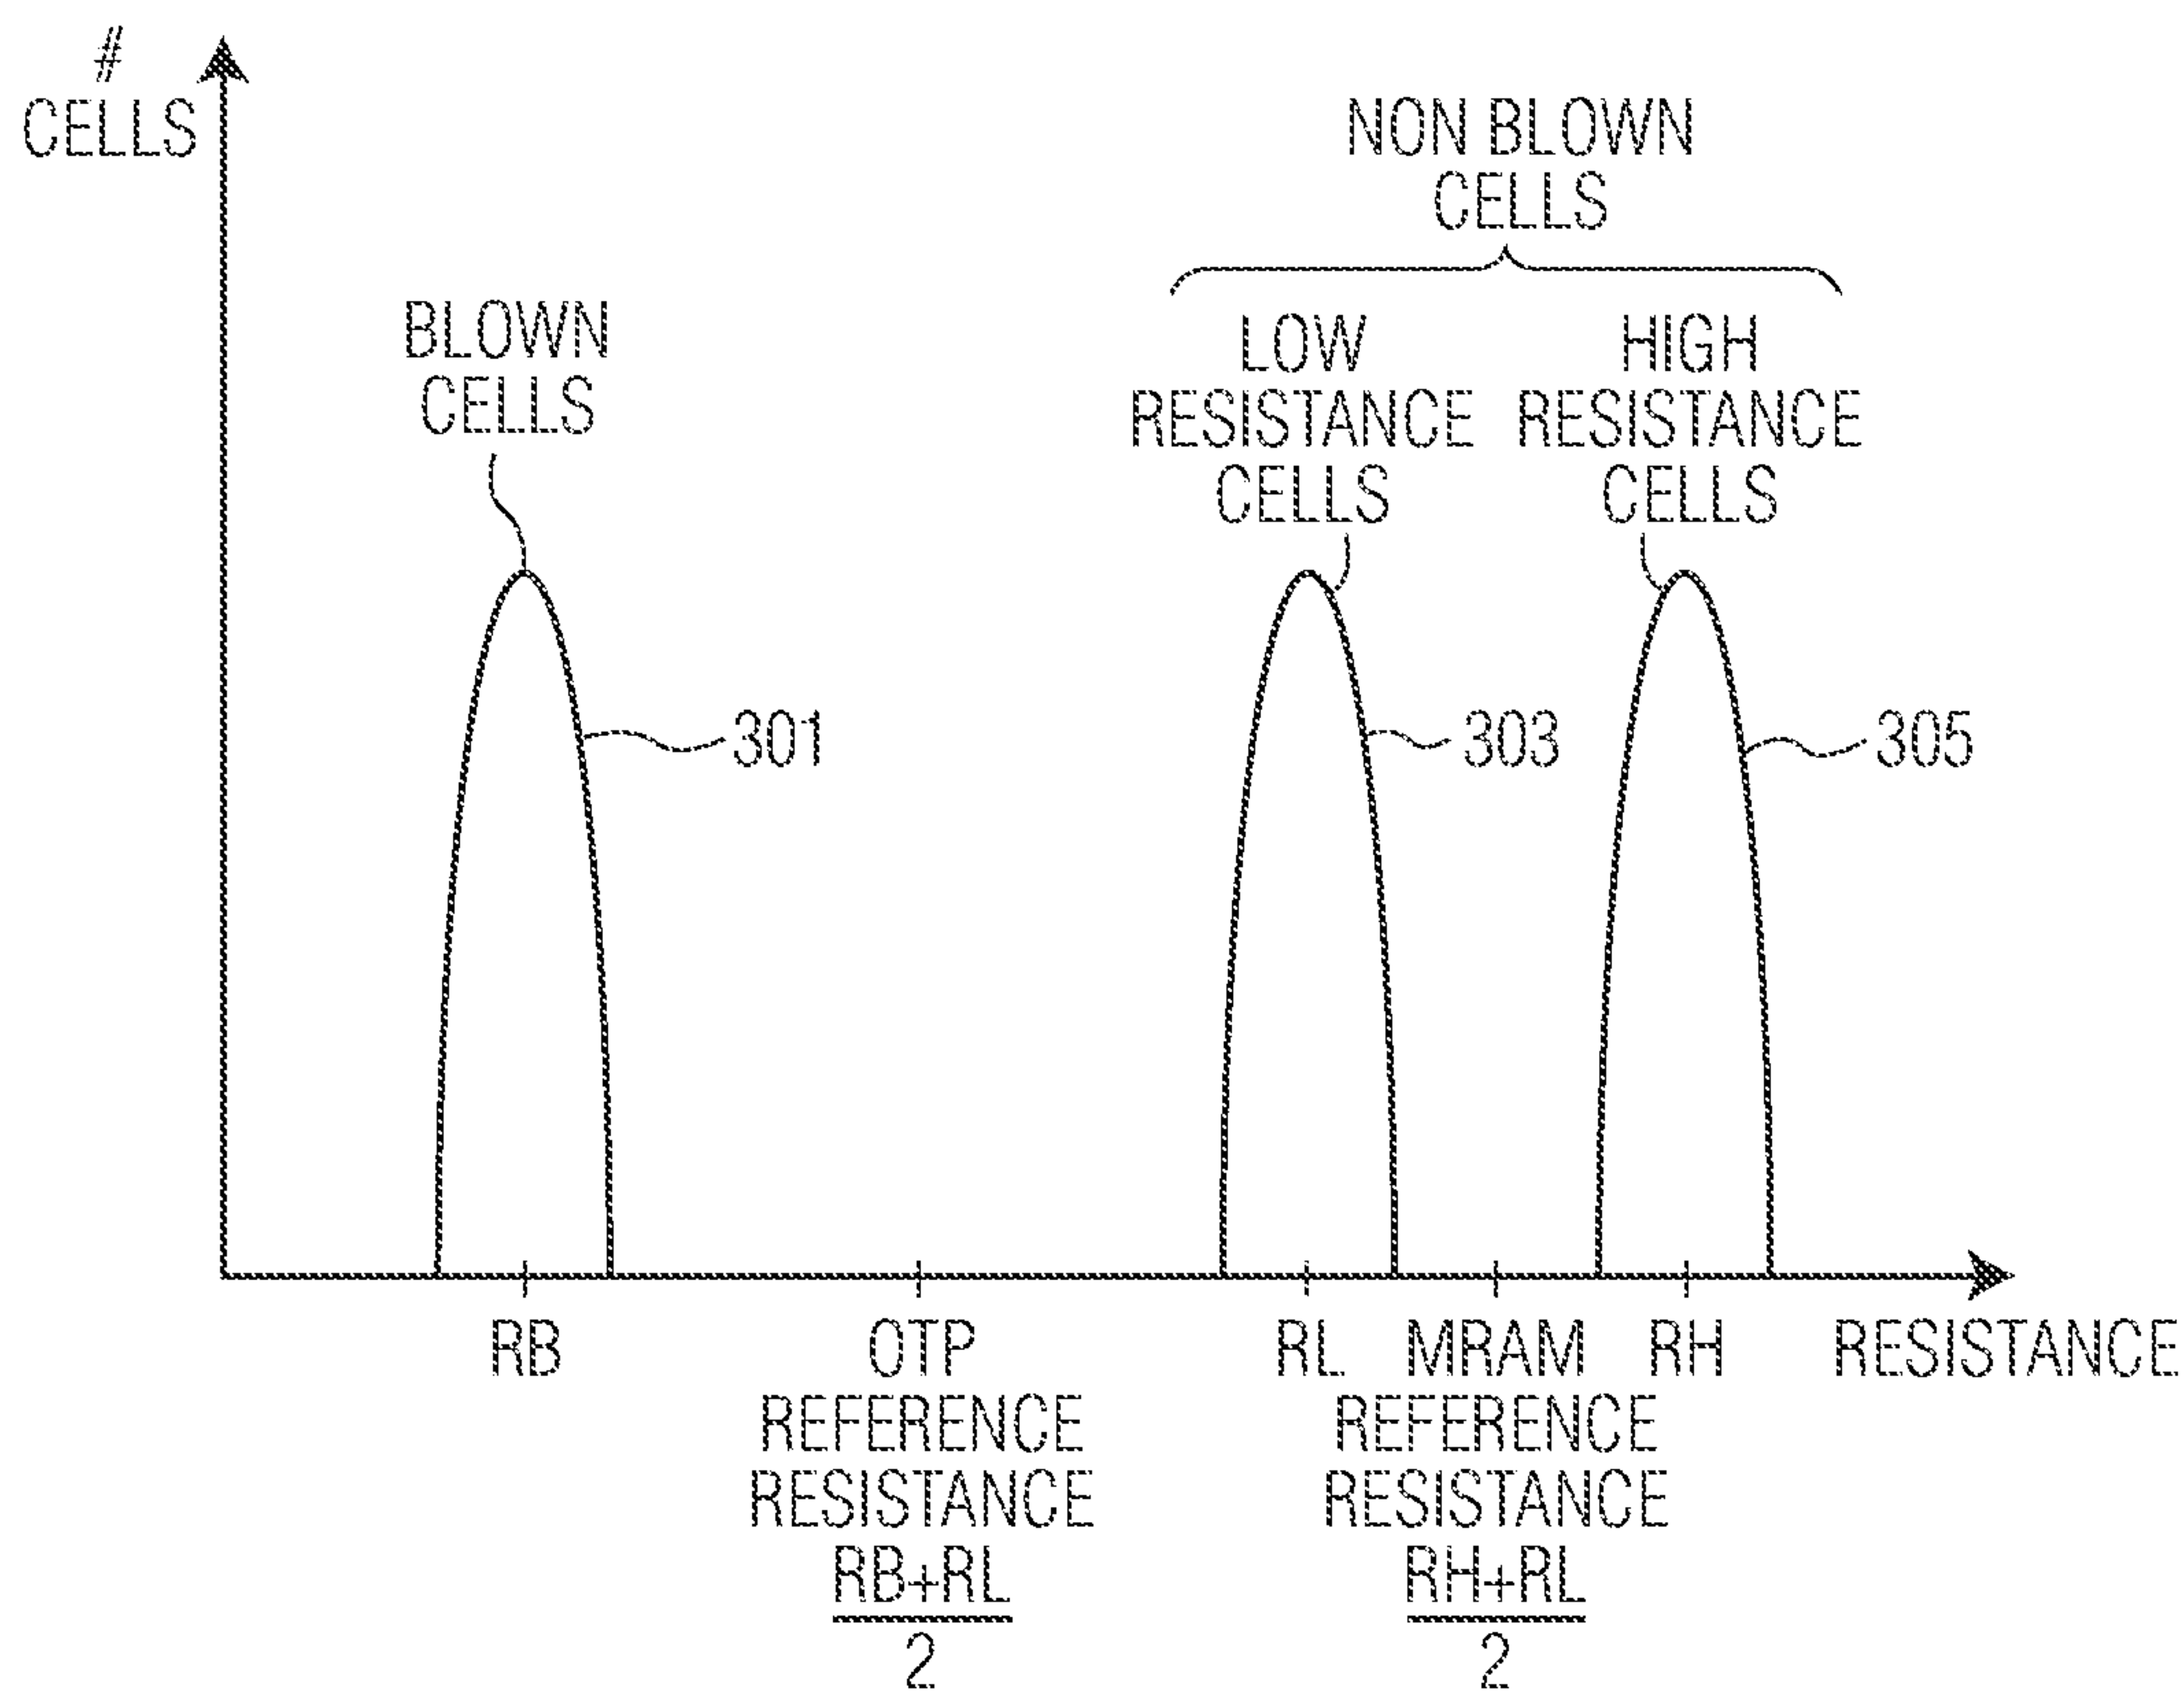 #
CELLS
NON BLOWN
CELLS
BLOWN
CELLS
LOW
RESISTANCE
CELLS
HIGH
RESISTANCE
CELLS
301
303
305
RB
OTP
REFERENCE
RESISTANCE
RB+RL
2
RL
MRAM
REFERENCE
RESISTANCE
RH+RL
2
RH
RESISTANCE